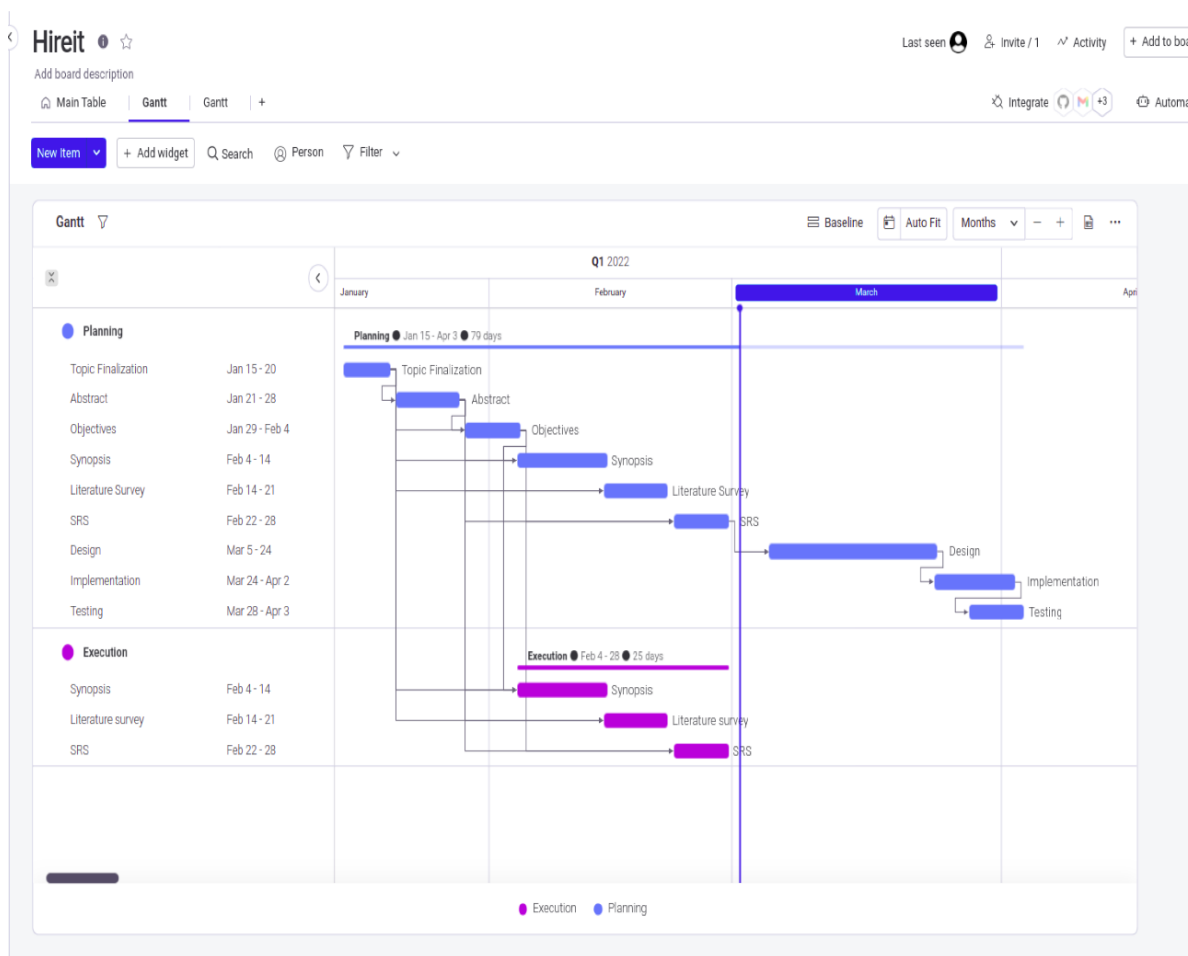 Hireit
Last seen Invite / 1 Activity + Add to boa
Add board description
Main Table Gantt Gantt +
Integrate +3 Automa
New Item + Add widget Search Person Filter
Gantt Baseline Auto Fit Months − + ···
Q1 2022
January February March Apri
Planning Planning ● Jan 15 - Apr 3 ● 79 days
Topic Finalization Jan 15 - 20 Topic Finalization
Abstract Jan 21 - 28 Abstract
Objectives Jan 29 - Feb 4 Objectives
Synopsis Feb 4 - 14 Synopsis
Literature Survey Feb 14 - 21 Literature Survey
SRS Feb 22 - 28 SRS
Design Mar 5 - 24 Design
Implementation Mar 24 - Apr 2 Implementation
Testing Mar 28 - Apr 3 Testing
Execution Execution ● Feb 4 - 28 ● 25 days
Synopsis Feb 4 - 14 Synopsis
Literature survey Feb 14 - 21 Literature survey
SRS Feb 22 - 28 SRS
Execution Planning